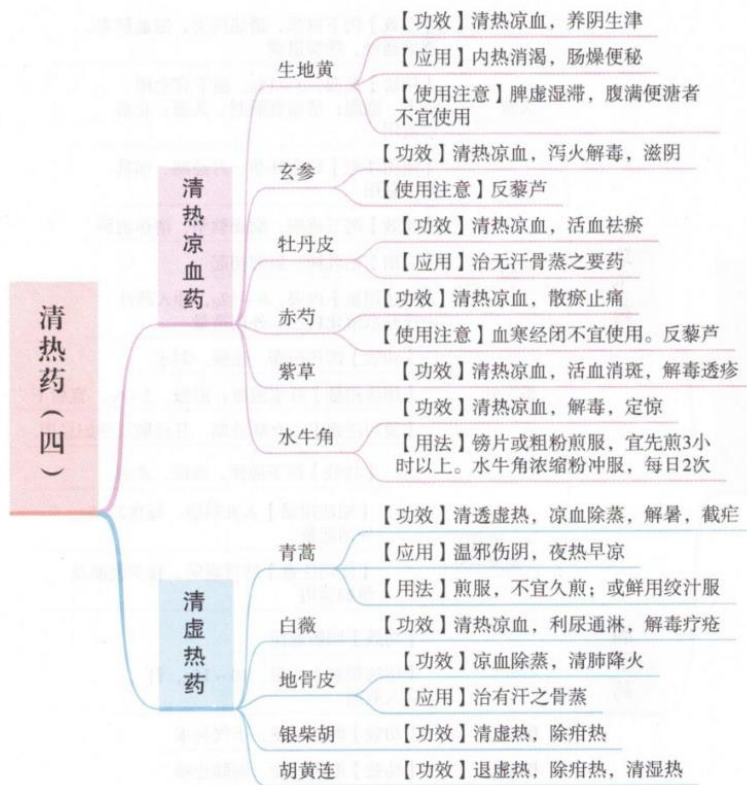 清热药(四)
清热凉血药
生地黄
【功效】清热凉血，养阴生津
【应用】内热消渴，肠燥便秘
【使用注意】脾虚湿滞，腹满便溏者
不宜使用
玄参
【功效】清热凉血，泻火解毒，滋阴
【使用注意】反藜芦
牡丹皮
【功效】清热凉血，活血祛瘀
【应用】治无汗骨蒸之要药
赤芍
【功效】清热凉血，散瘀止痛
【使用注意】血寒经闭不宜使用。反藜芦
紫草
【功效】清热凉血，活血消斑，解毒透疹
水牛角
【功效】清热凉血，解毒，定惊
【用法】镑片或粗粉煎服，宜先煎3小
时以上。水牛角浓缩粉冲服，每日2次
清虚热药
青蒿
【功效】清透虚热，凉血除蒸，解暑，截疟
【应用】温邪伤阴，夜热早凉
【用法】煎服，不宜久煎；或鲜用绞汁服
白薇
【功效】清热凉血，利尿通淋，解毒疗疮
地骨皮
【功效】凉血除蒸，清肺降火
【应用】治有汗之骨蒸
银柴胡
【功效】清虚热，除疳热
胡黄连
【功效】退虚热，除疳热，清湿热